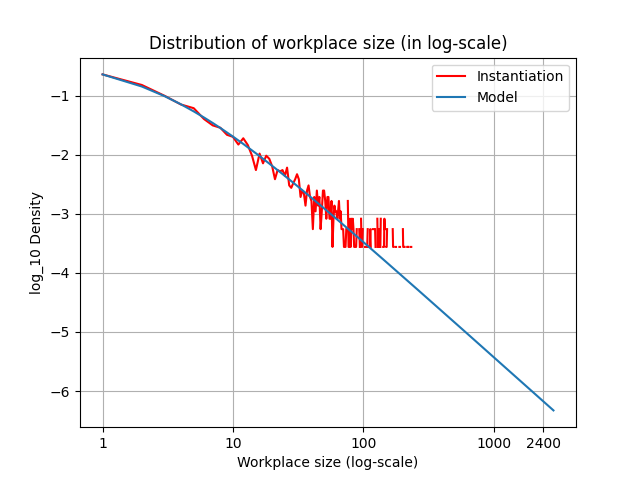 Distribution of workplace size (in log-scale)
Instantiation
Model
−1
−2
−3
−4
−5
−6
log_10 Density
1 10 100 1000 2400
Workplace size (log-scale)